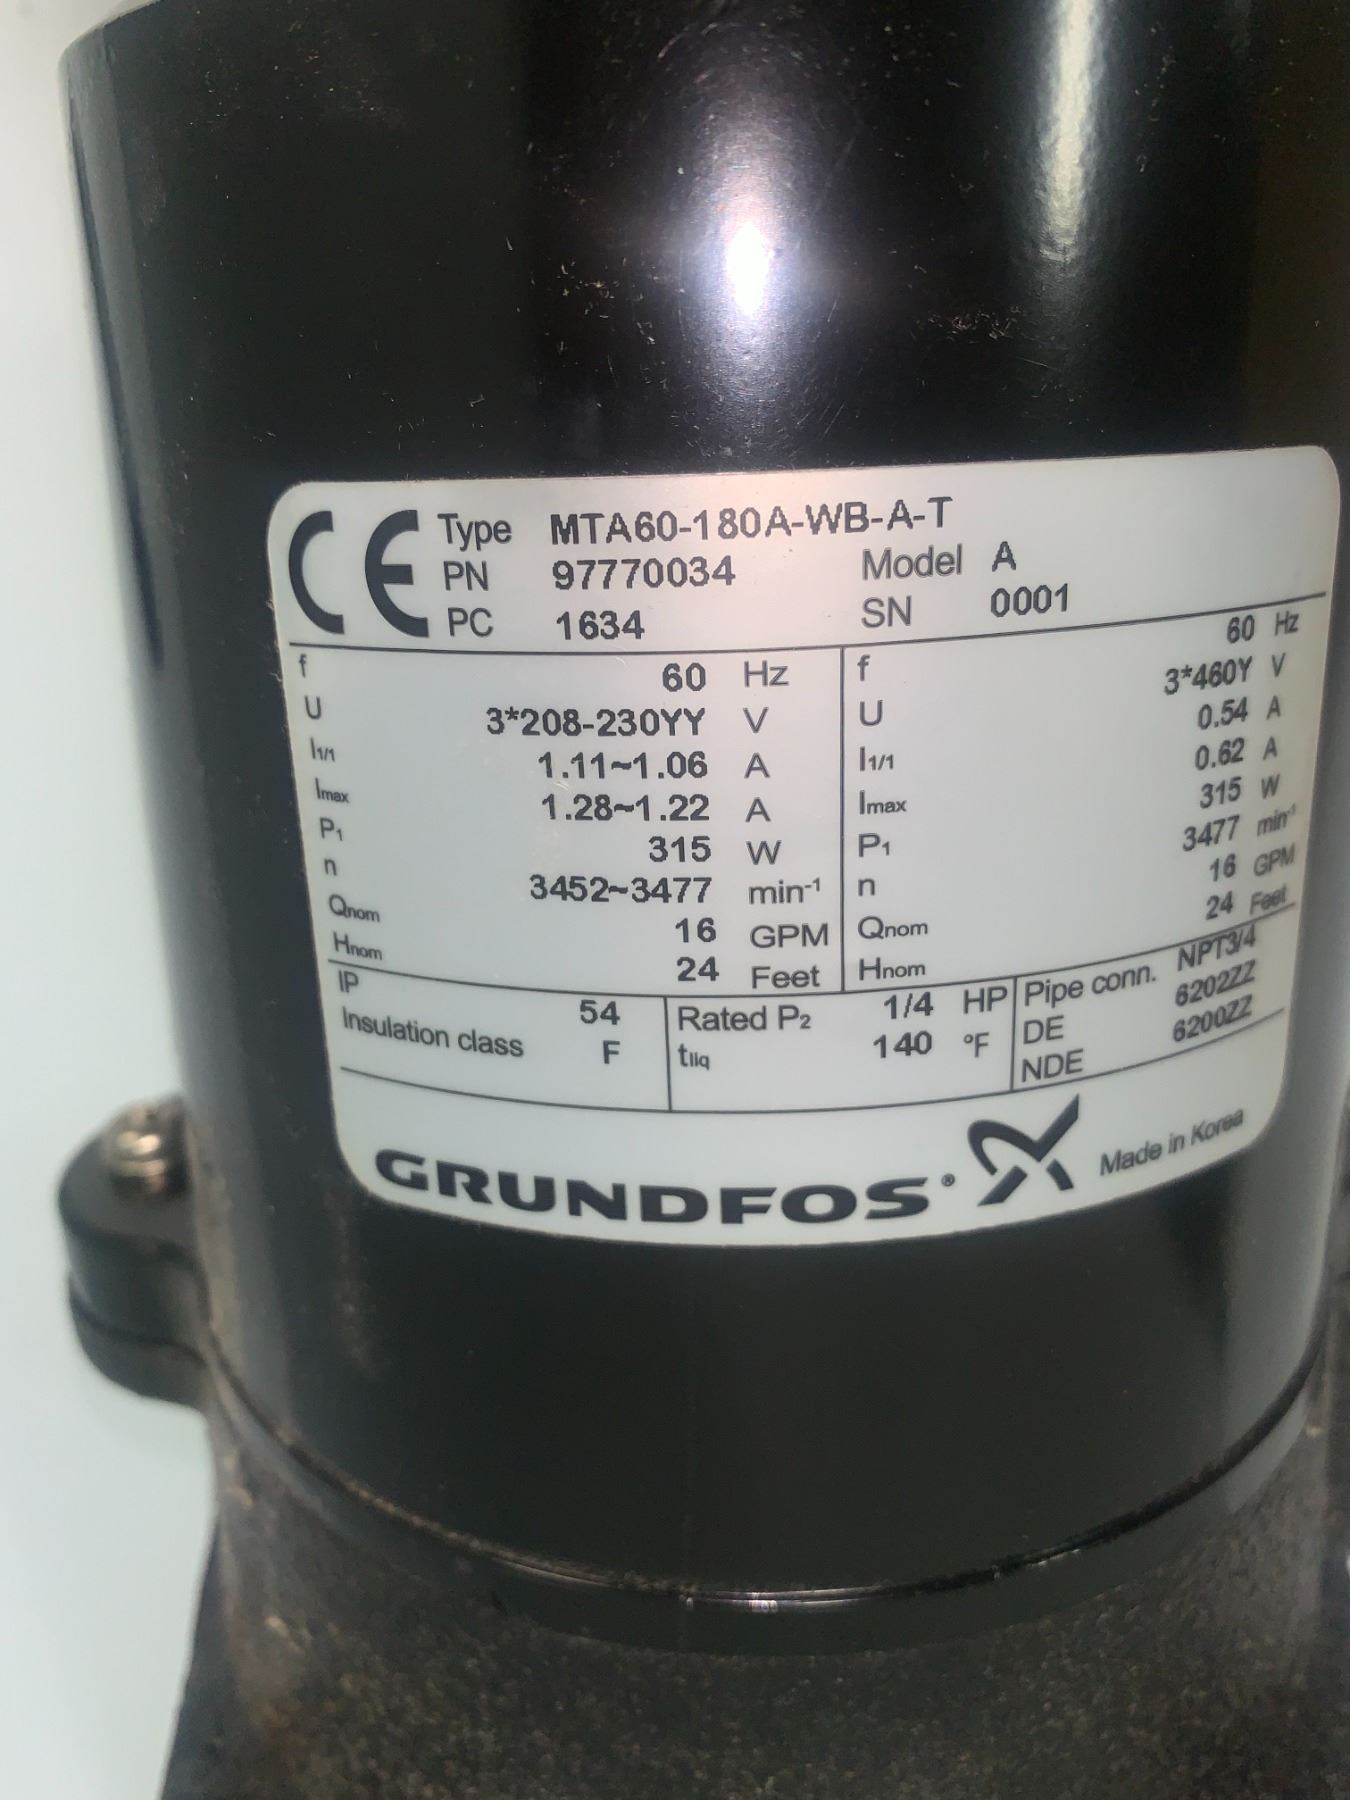 CE
Type MTA60-180A-WB-A-T
PN 97770034 Model A
PC 1634 SN 0001
f 60 Hz
U 3*208-230YY V
I1/1 1.11~1.06 A
Imax 1.28~1.22 A
P1 315 W
n 3452~3477 min-1
Qnom 16 GPM
Hnom 24 Feet
f 60 Hz
U 3*460Y V
I1/1 0.54 A
Imax 0.62 A
P1 315 W
n 3477 min-1
Qnom 16 GPM
Hnom 24 Feet
IP 54
Insulation class F
Rated P2 1/4 HP
tliq 140 °F
Pipe conn. NPT3/4
DE 6202ZZ
NDE 6200ZZ
GRUNDFOS®
Made in Korea